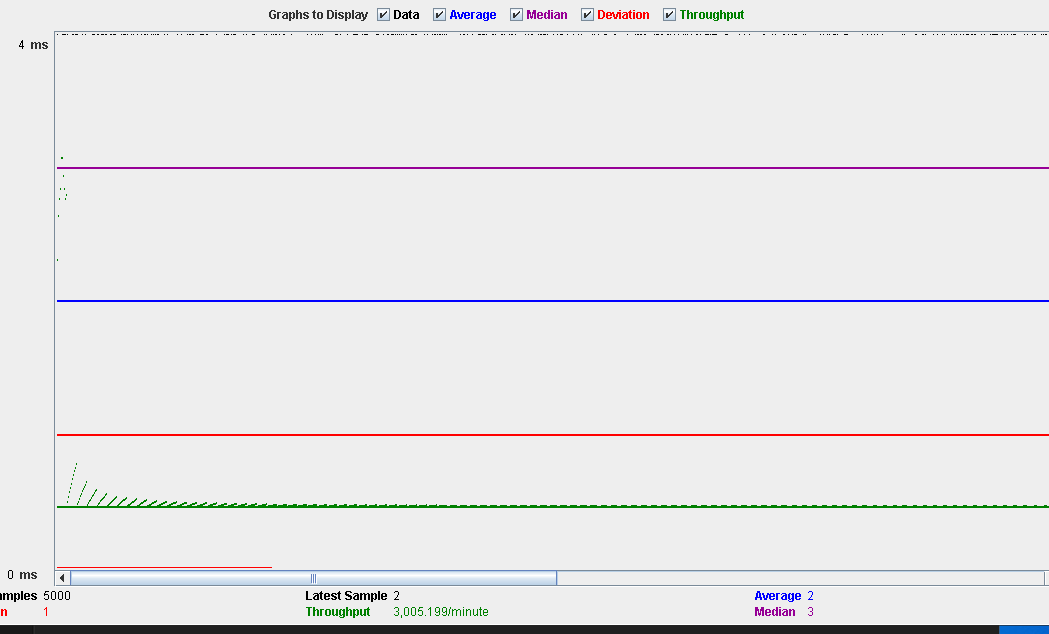 Graphs to Display Data Average Median Deviation Throughput
4 ms
0 ms
5000 Latest Sample 2 Average 2
1 Throughput 3,005.199/minute Median 3